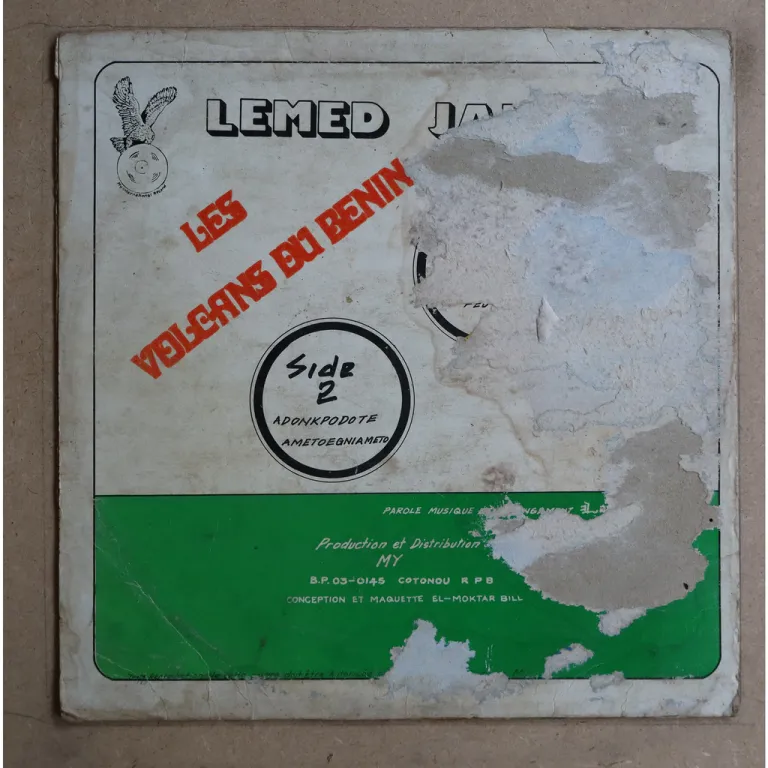 LEMED
LES
VOLCANS DU BENIN
Side
2
ADONKPODOTE
AMETOEGNIAMETO
PAROLE MUSIQUE
Production et Distribution
MY
B.P. 03-0145 COTONOU R P B
CONCEPTION ET MAQUETTE EL-MOKTAR BILL